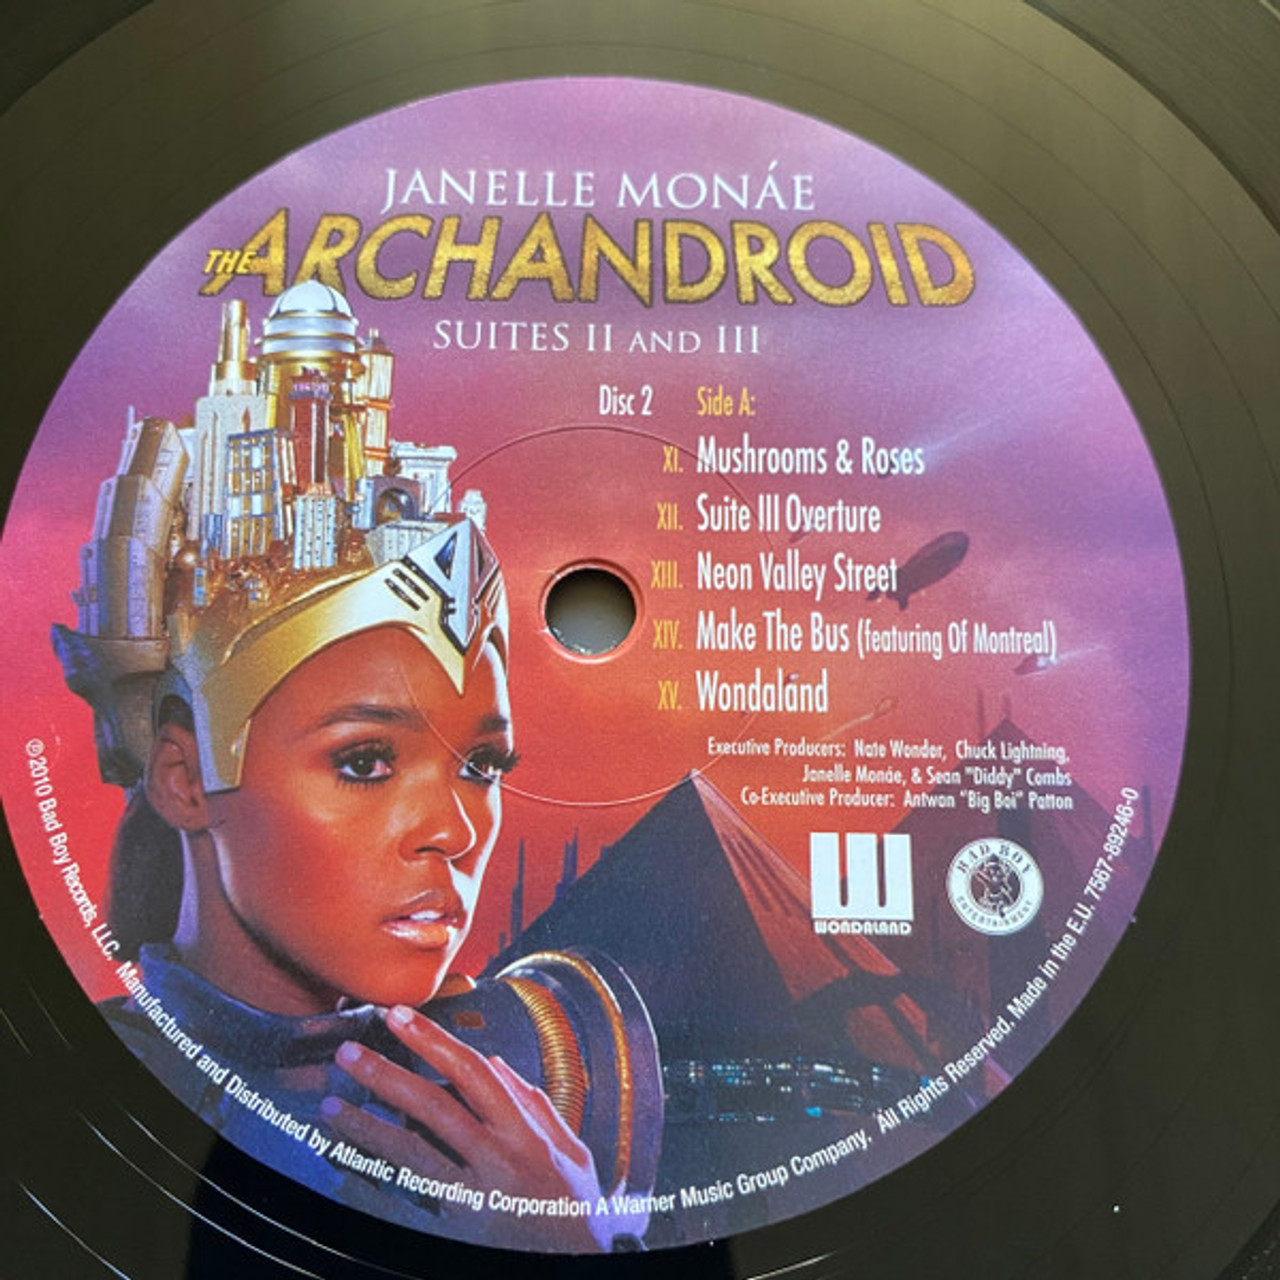 JANELLE MONÁE
THE ARCHANDROID
SUITES II AND III
Disc 2 Side A:
XI. Mushrooms & Roses
XII. Suite III Overture
XIII. Neon Valley Street
XIV. Make The Bus (featuring Of Montreal)
XV. Wondaland
Executive Producers: Nate Wonder, Chuck Lightning,
Janelle Monáe, & Sean "Diddy" Combs
Co-Executive Producer: Antwan "Big Boi" Patton
WONDALAND
BAD BOY
ENTERTAINMENT
℗2010 Bad Boy Records, LLC. Manufactured and Distributed by Atlantic Recording Corporation A Warner Music Group Company. All Rights Reserved. Made in the E.U. 7567-89246-0